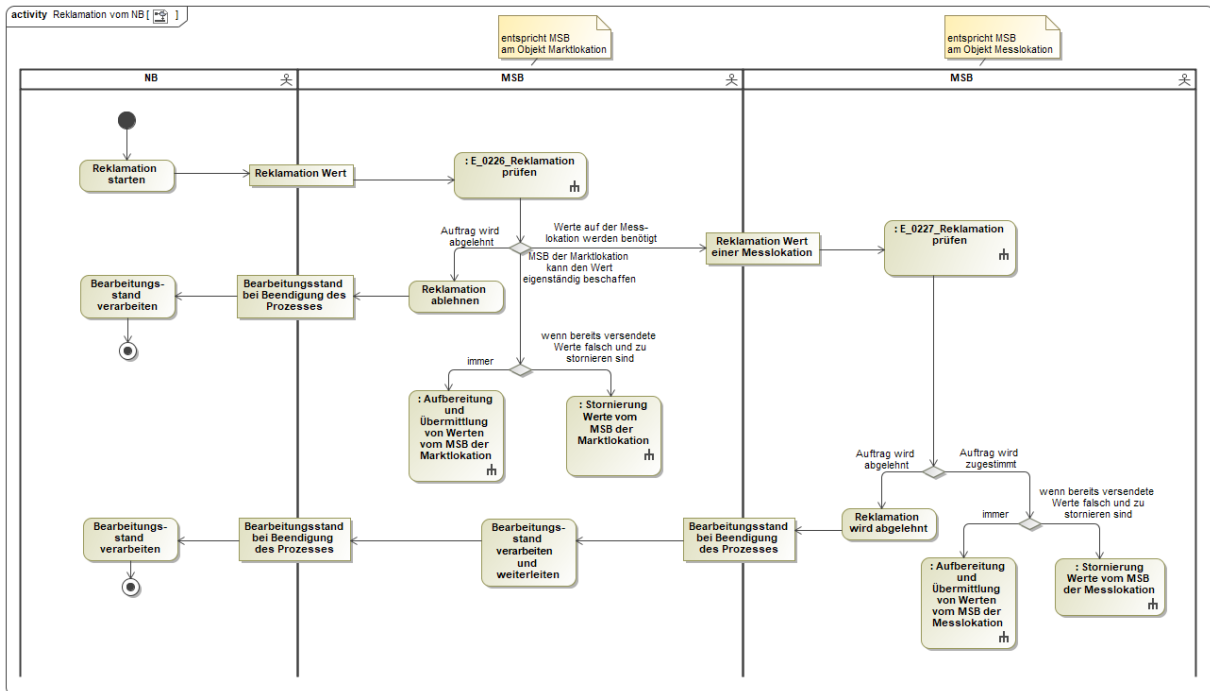 activity Reklamation vom NB [ ]
entspricht MSB
am Objekt Marktlokation
entspricht MSB
am Objekt Messlokation
NB
MSB
MSB
Reklamation
starten
Reklamation Wert
: E_0226_Reklamation
prüfen
Auftrag wird
abgelehnt
Werte auf der Mess-
lokation werden benötigt
MSB der Marktlokation
kann den Wert
eigenständig beschaffen
Reklamation Wert
einer Messlokation
: E_0227_Reklamation
prüfen
Bearbeitungs-
stand
verarbeiten
Bearbeitungsstand
bei Beendigung des
Prozesses
Reklamation
ablehnen
immer
wenn bereits versendete
Werte falsch und zu
stornieren sind
: Aufbereitung
und
Übermittlung
von Werten
vom MSB der
Marktlokation
: Stornierung
Werte vom
MSB der
Marktlokation
Auftrag wird
abgelehnt
Auftrag wird
zugestimmt
immer
wenn bereits versendete
Werte falsch und zu
stornieren sind
Bearbeitungs-
stand
verarbeiten
Bearbeitungsstand
bei Beendigung
des Prozesses
Bearbeitungs-
stand
verarbeiten
und
weiterleiten
Bearbeitungsstand
bei Beendigung
des Prozesses
Reklamation
wird abgelehnt
: Aufbereitung
und
Übermittlung
von Werten
vom MSB der
Messlokation
: Stornierung
Werte vom MSB
der Messlokation